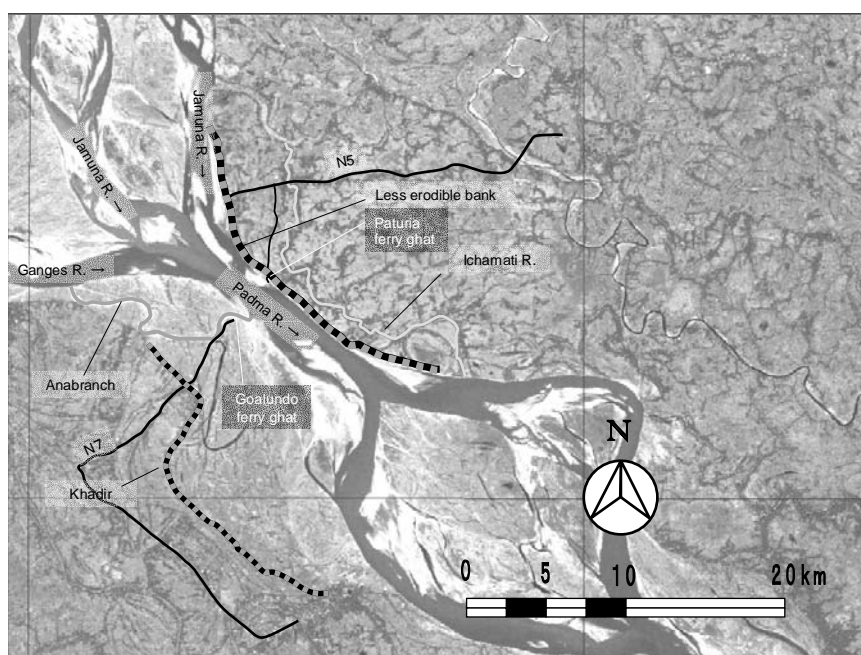 Jamuna R. →
Jamuna R. →
N5
Less erodible bank
Paturia
ferry ghat
Ichamati R.
Ganges R. →
Padma R. →
Anabranch
Goalundo
ferry ghat
N7
Khadir
N
0 5 10 20km